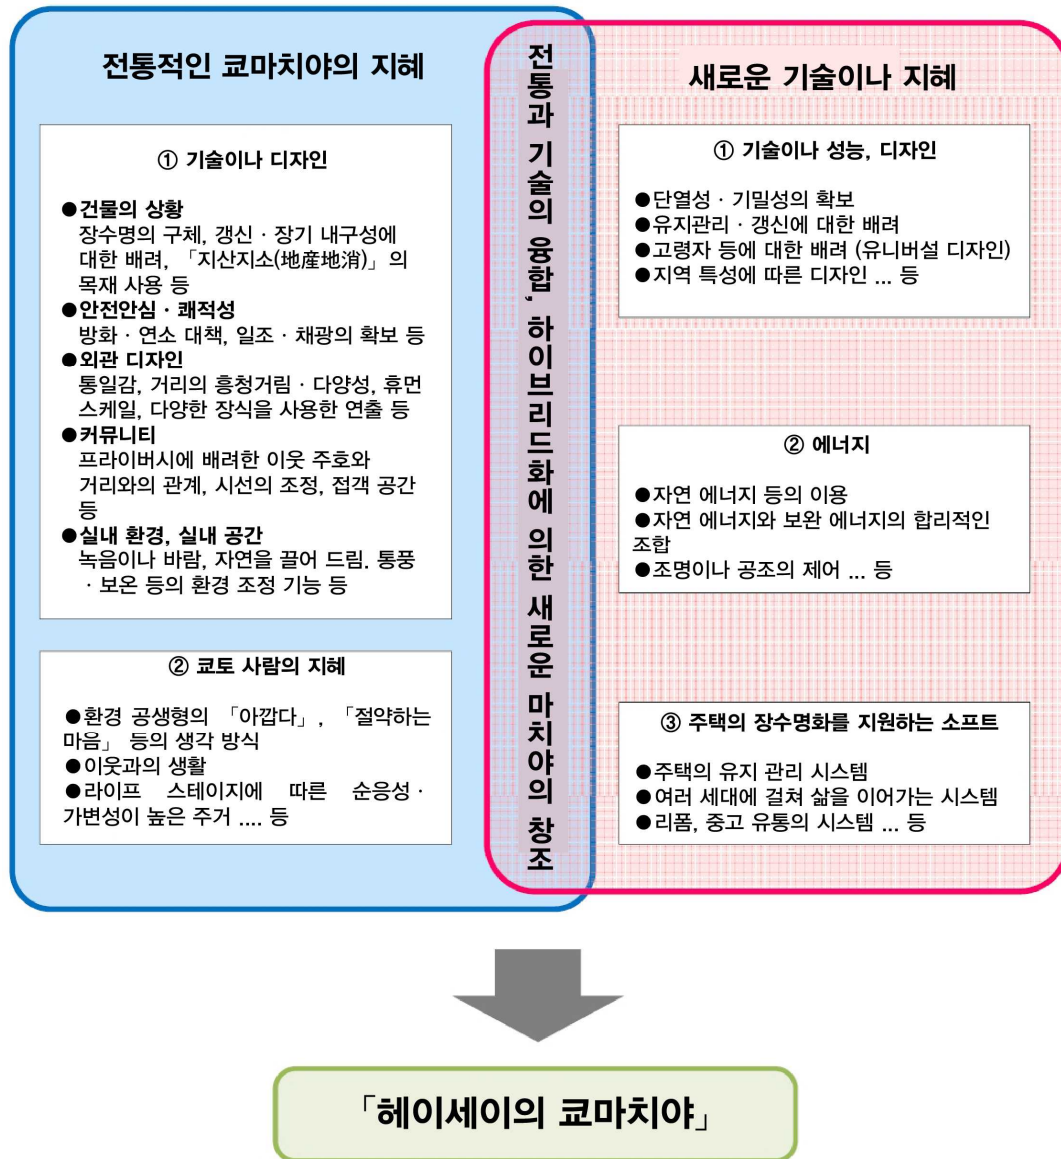 전통적인 쿄마치야의 지혜
① 기술이나 디자인
●건물의 상황
장수명의 구체, 갱신 · 장기 내구성에
대한 배려, 「지산지소(地産地消)」의
목재 사용 등
●안전안심 · 쾌적성
방화 · 연소 대책, 일조 · 채광의 확보 등
●외관 디자인
통일감, 거리의 흥청거림 · 다양성, 휴먼
스케일, 다양한 장식을 사용한 연출 등
●커뮤니티
프라이버시에 배려한 이웃 주호와
거리와의 관계, 시선의 조정, 접객 공간
등
●실내 환경, 실내 공간
녹음이나 바람, 자연을 끌어 드림. 통풍
· 보온 등의 환경 조정 기능 등
② 쿄토 사람의 지혜
●환경 공생형의 「아깝다」, 「절약하는
마음」 등의 생각 방식
●이웃과의 생활
●라이프 스테이지에 따른 순응성 ·
가변성이 높은 주거 .... 등
전통과 기술의 융합, 하이브리드화에 의한 새로운 마치야의 창조
새로운 기술이나 지혜
① 기술이나 성능, 디자인
●단열성 · 기밀성의 확보
●유지관리 · 갱신에 대한 배려
●고령자 등에 대한 배려 (유니버설 디자인)
●지역 특성에 따른 디자인 ... 등
② 에너지
●자연 에너지 등의 이용
●자연 에너지와 보완 에너지의 합리적인
조합
●조명이나 공조의 제어 ... 등
③ 주택의 장수명화를 지원하는 소프트
●주택의 유지 관리 시스템
●여러 세대에 걸쳐 삶을 이어가는 시스템
●리폼, 중고 유통의 시스템 ... 등
「헤이세이의 쿄마치야」